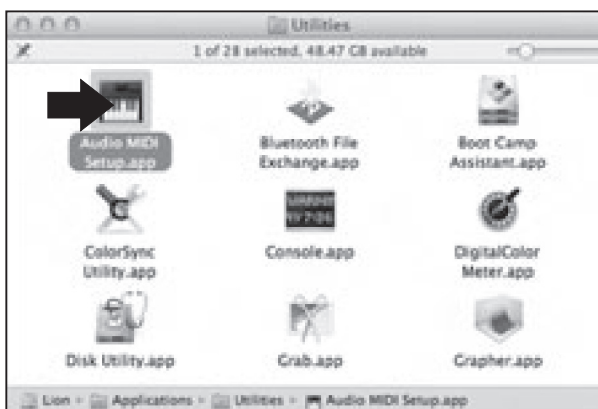 Utilities
1 of 28 selected, 48.47 GB available
Audio MIDI Setup.app
Bluetooth File Exchange.app
Boot Camp Assistant.app
ColorSync Utility.app
Console.app
DigitalColor Meter.app
Disk Utility.app
Grab.app
Grapher.app
Lion ▸ Applications ▸ Utilities ▸ Audio MIDI Setup.app